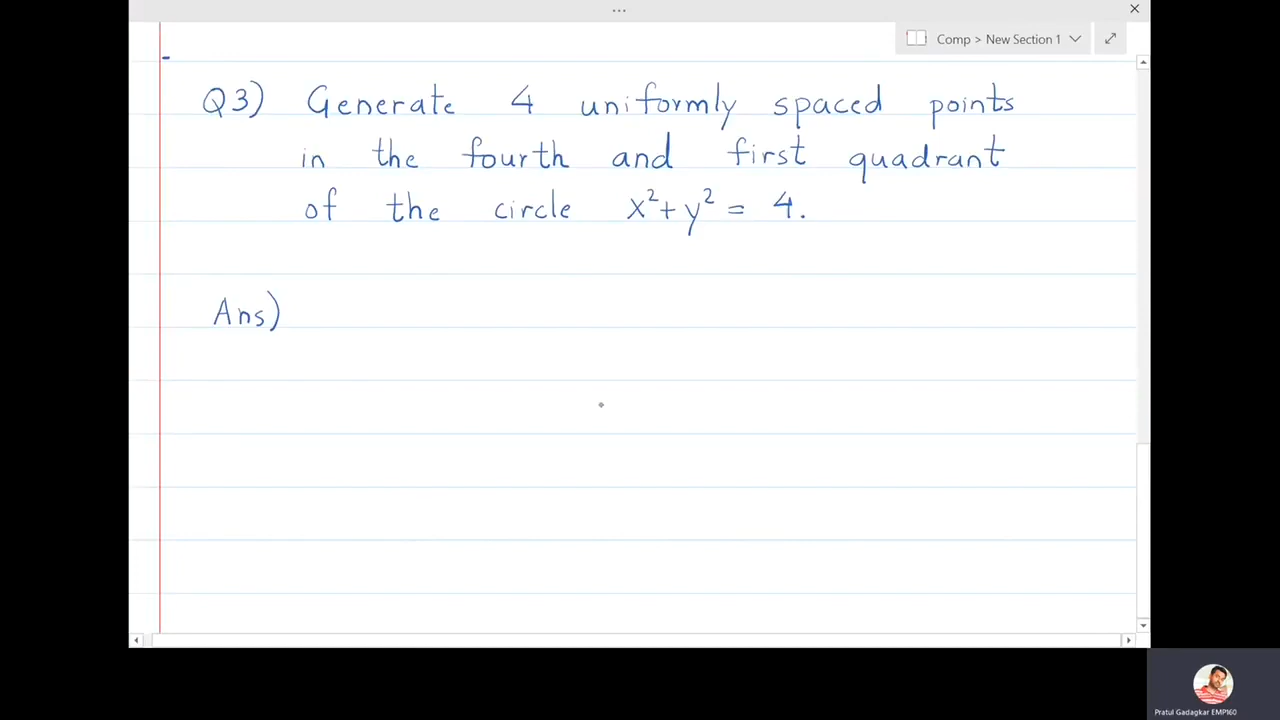 Comp > New Section 1
Q3) Generate 4 uniformly spaced points
in the fourth and first quadrant
of the circle x²+y² = 4.
Ans)
Pratul Gadagkar EMP160